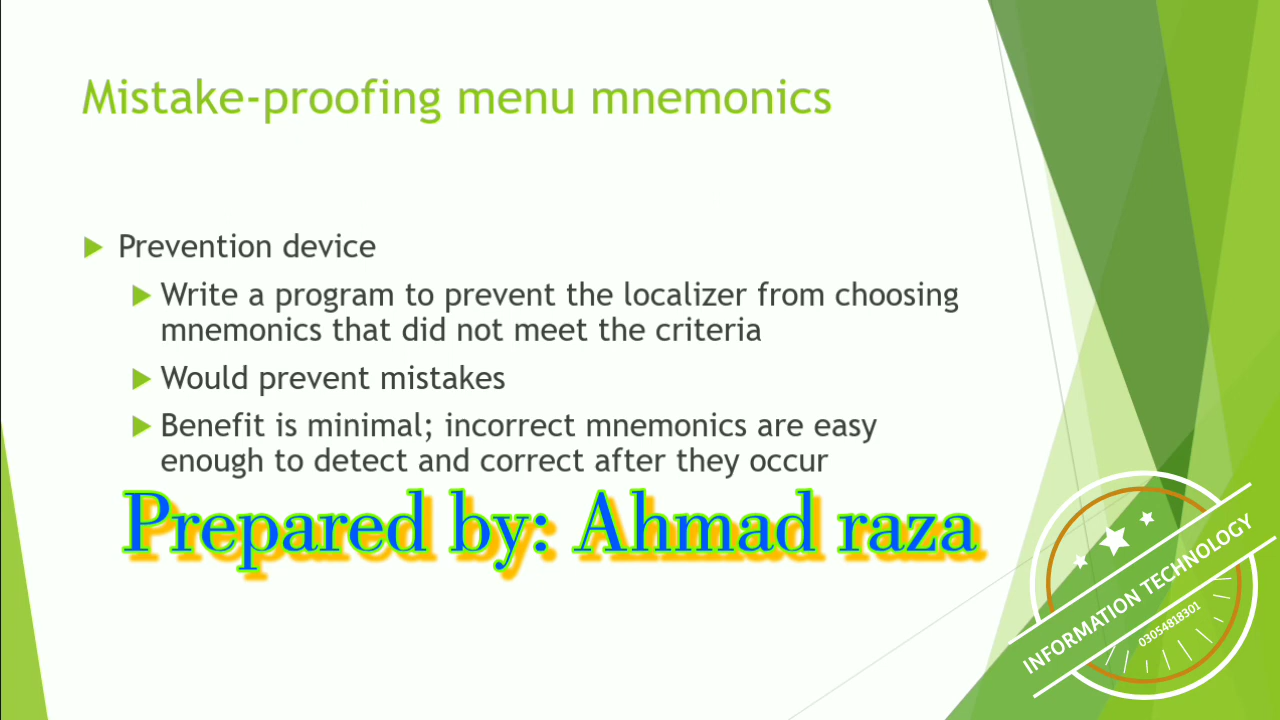 Mistake-proofing menu mnemonics
Prevention device
Write a program to prevent the localizer from choosing
mnemonics that did not meet the criteria
Would prevent mistakes
Benefit is minimal; incorrect mnemonics are easy
enough to detect and correct after they occur
Prepared by: Ahmad raza
INFORMATION TECHNOLOGY
03054818301